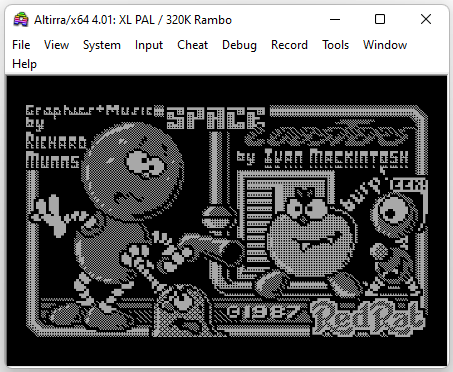 Altirra/x64 4.01: XL PAL / 320K Rambo
File View System Input Cheat Debug Record Tools Window
Help
Graphics+Music
by
RICHARD
MUNNS
SPACE
Lobsters
by IVAN MACKINTOSH
burp!
EEK!
©1987
Red Rat